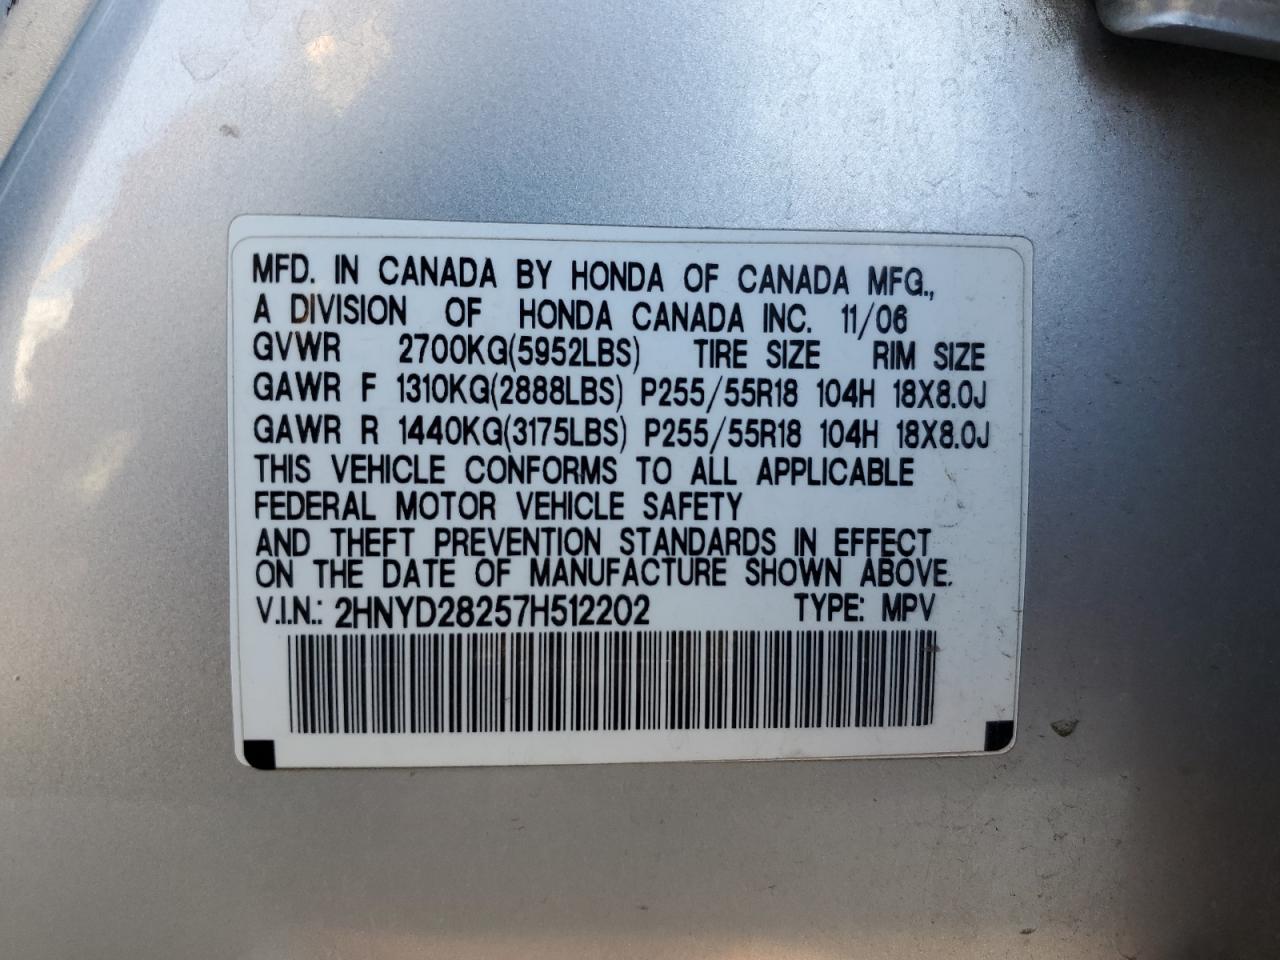 MFD. IN CANADA BY HONDA OF CANADA MFG.,
A DIVISION OF HONDA CANADA INC. 11/06
GVWR 2700KG(5952LBS) TIRE SIZE RIM SIZE
GAWR F 1310KG(2888LBS) P255/55R18 104H 18X8.0J
GAWR R 1440KG(3175LBS) P255/55R18 104H 18X8.0J
THIS VEHICLE CONFORMS TO ALL APPLICABLE
FEDERAL MOTOR VEHICLE SAFETY
AND THEFT PREVENTION STANDARDS IN EFFECT
ON THE DATE OF MANUFACTURE SHOWN ABOVE.
V.I.N.: 2HNYD28257H512202 TYPE: MPV